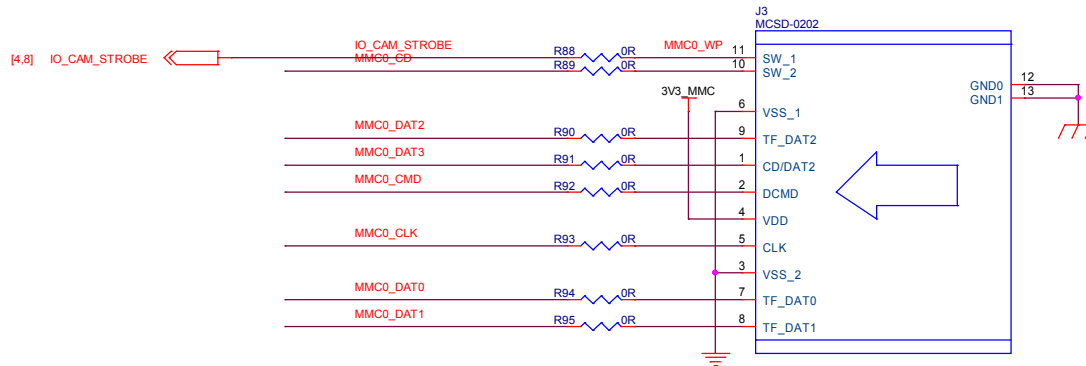 J3
MCSD-0202
[4,8] IO_CAM_STROBE
IO_CAM_STROBE R88 0R MMC0_WP 11 SW_1
MMC0_CD R89 0R 10 SW_2
GND0 12
GND1 13
3V3_MMC
6 VSS_1
MMC0_DAT2 R90 0R 9 TF_DAT2
MMC0_DAT3 R91 0R 1 CD/DAT2
MMC0_CMD R92 0R 2 DCMD
4 VDD
MMC0_CLK R93 0R 5 CLK
3 VSS_2
MMC0_DAT0 R94 0R 7 TF_DAT0
MMC0_DAT1 R95 0R 8 TF_DAT1